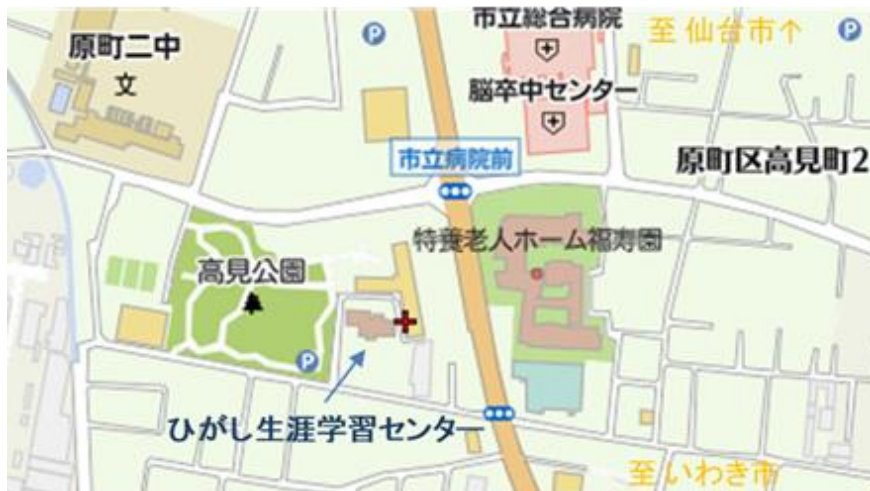 市立総合病院
至 仙台市↑
P
P
原町二中
文
脳卒中センター
市立病院前
原町区高見町2
特養老人ホーム福寿園
高見公園
P
ひがし生涯学習センター
至 いわき市